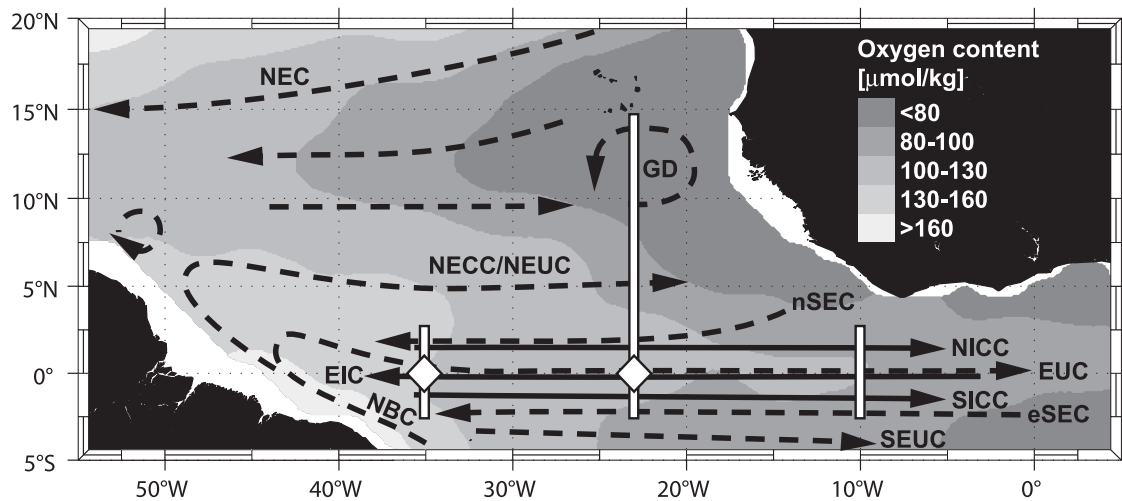 20°N
15°N
10°N
5°N
0°
5°S
50°W
40°W
30°W
20°W
10°W
0°
Oxygen content
[μmol/kg]
<80
80-100
100-130
130-160
>160
NEC
GD
NECC/NEUC
nSEC
NICC
EIC
EUC
SICC
NBC
eSEC
SEUC